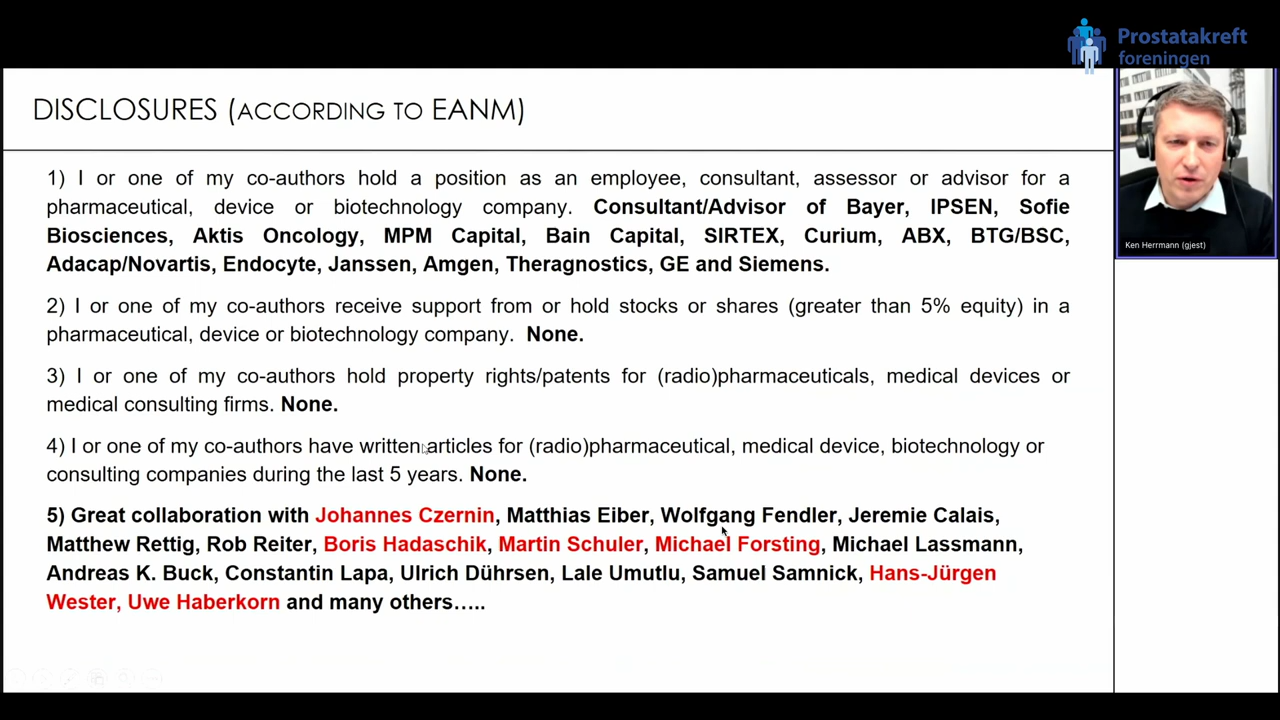 Prostatakreft
foreningen
DISCLOSURES (ACCORDING TO EANM)
1) I or one of my co-authors hold a position as an employee, consultant, assessor or advisor for a
pharmaceutical, device or biotechnology company. Consultant/Advisor of Bayer, IPSEN, Sofie
Biosciences, Aktis Oncology, MPM Capital, Bain Capital, SIRTEX, Curium, ABX, BTG/BSC,
Adacap/Novartis, Endocyte, Janssen, Amgen, Theragnostics, GE and Siemens.
2) I or one of my co-authors receive support from or hold stocks or shares (greater than 5% equity) in a
pharmaceutical, device or biotechnology company. None.
3) I or one of my co-authors hold property rights/patents for (radio)pharmaceuticals, medical devices or
medical consulting firms. None.
4) I or one of my co-authors have written articles for (radio)pharmaceutical, medical device, biotechnology or
consulting companies during the last 5 years. None.
5) Great collaboration with Johannes Czernin, Matthias Eiber, Wolfgang Fendler, Jeremie Calais,
Matthew Rettig, Rob Reiter, Boris Hadaschik, Martin Schuler, Michael Forsting, Michael Lassmann,
Andreas K. Buck, Constantin Lapa, Ulrich Dührsen, Lale Umutlu, Samuel Samnick, Hans-Jürgen
Wester, Uwe Haberkorn and many others…..
Ken Herrmann (gjest)